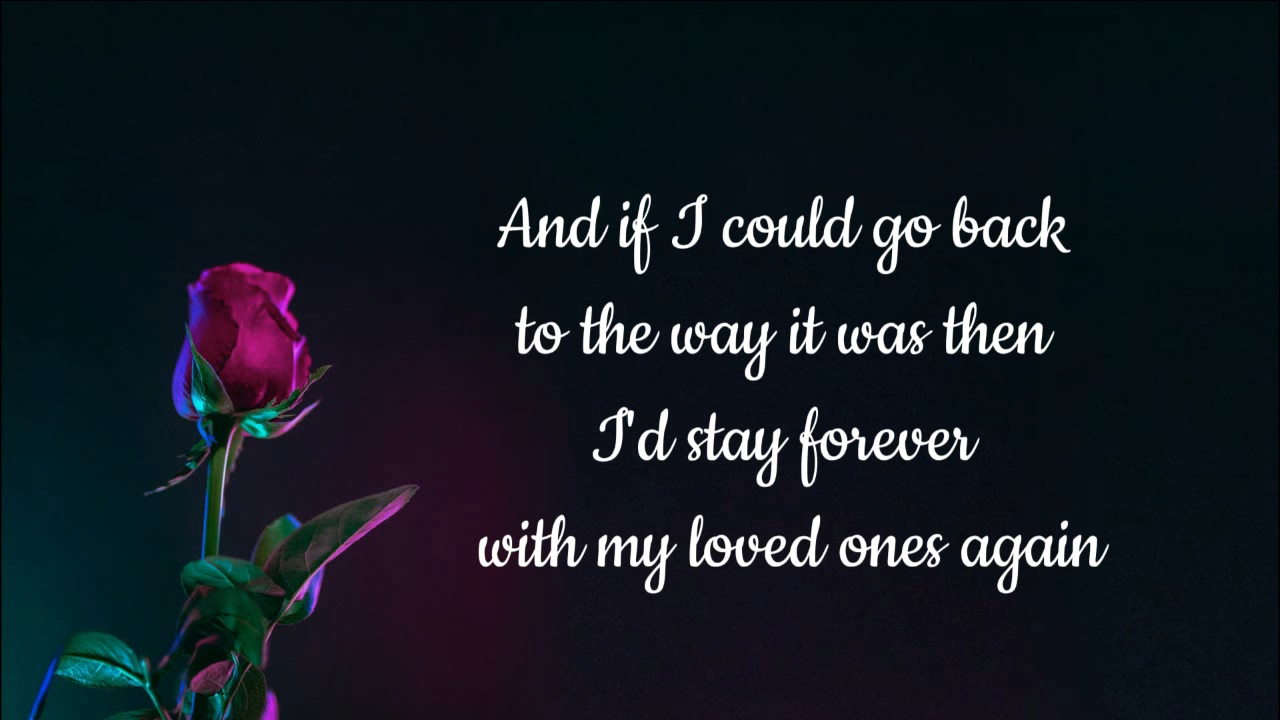 And if I could go back
to the way it was then
I'd stay forever
with my loved ones again